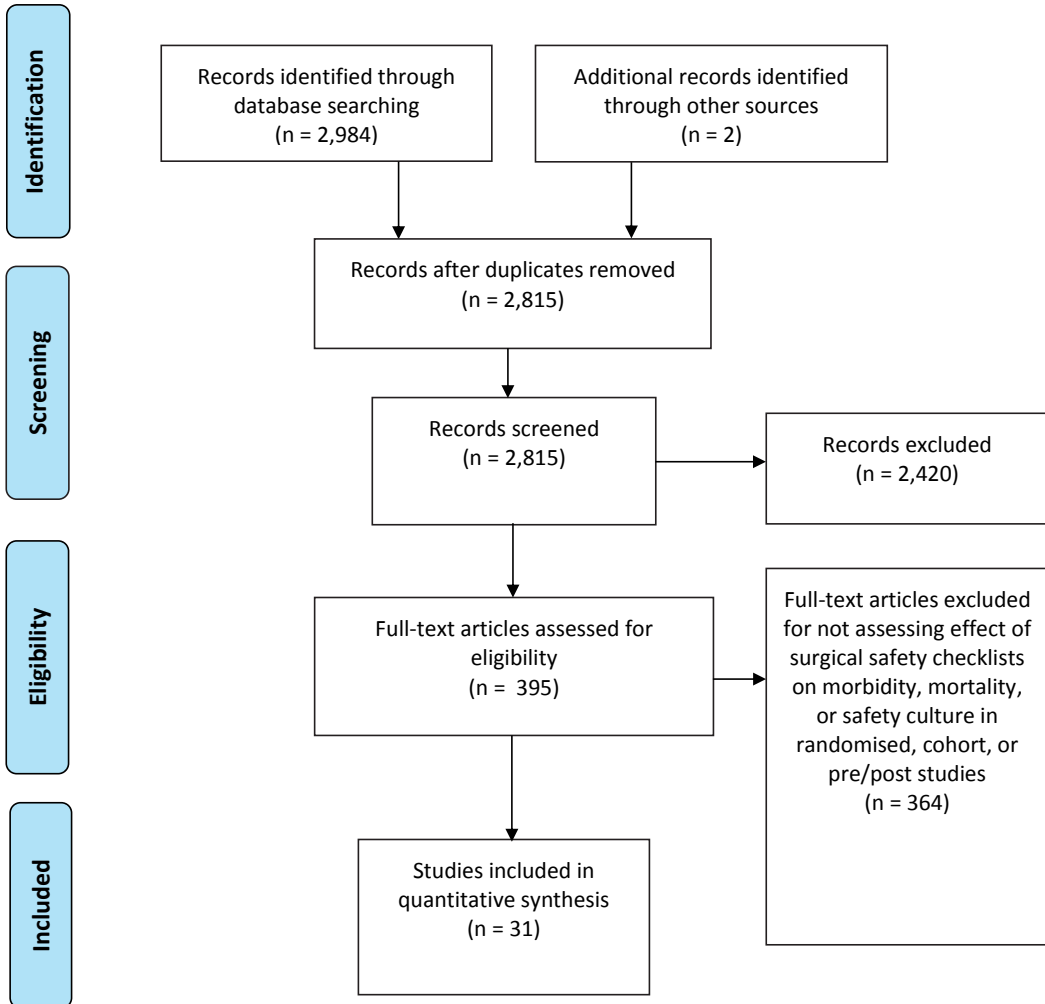 Identification
Records identified through
database searching
(n = 2,984)
Additional records identified
through other sources
(n = 2)
Records after duplicates removed
(n = 2,815)
Screening
Records screened
(n = 2,815)
Records excluded
(n = 2,420)
Eligibility
Full-text articles assessed for
eligibility
(n = 395)
Full-text articles excluded
for not assessing effect of
surgical safety checklists
on morbidity, mortality,
or safety culture in
randomised, cohort, or
pre/post studies
(n = 364)
Included
Studies included in
quantitative synthesis
(n = 31)